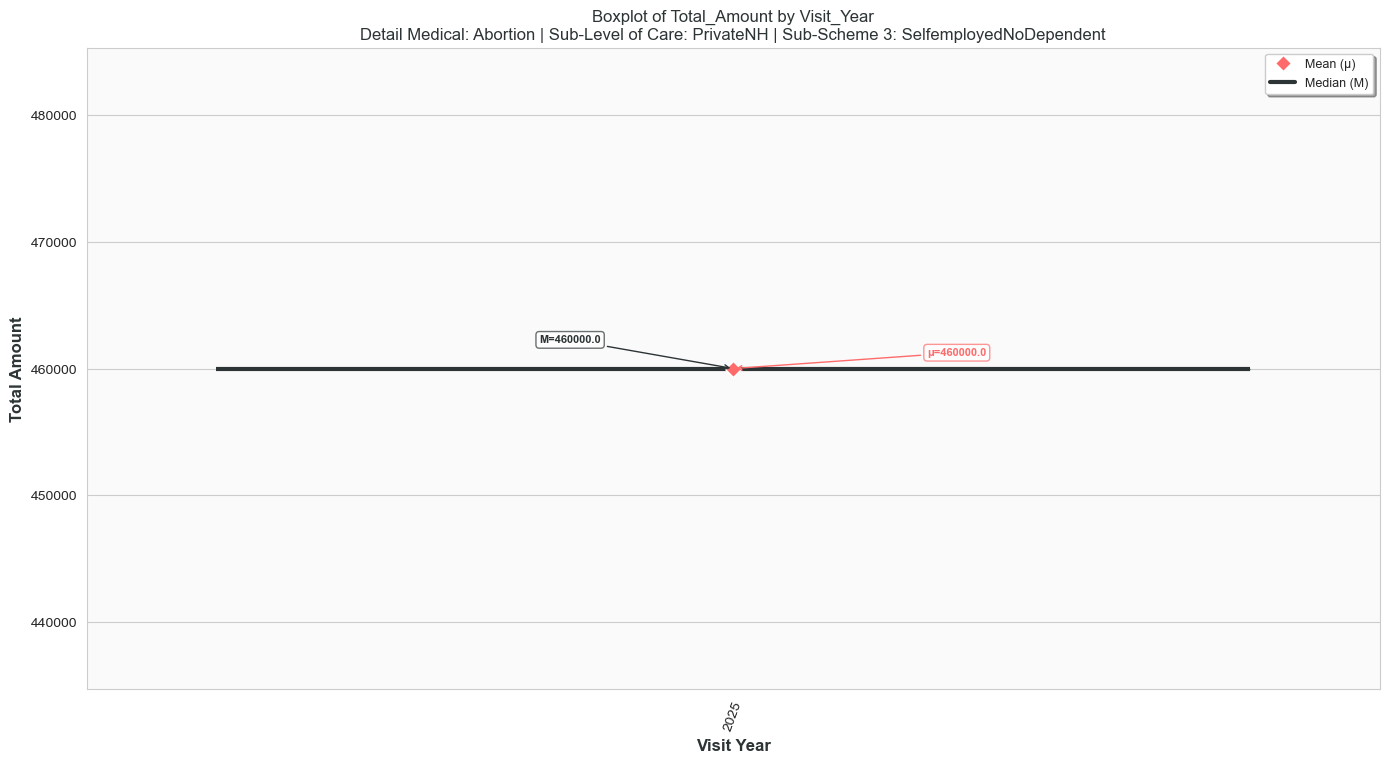 Boxplot of Total_Amount by Visit_Year
Detail Medical: Abortion | Sub-Level of Care: PrivateNH | Sub-Scheme 3: SelfemployedNoDependent
Mean (μ)
Median (M)
Total Amount
480000
470000
460000
450000
440000
M=460000.0
μ=460000.0
2025
Visit Year